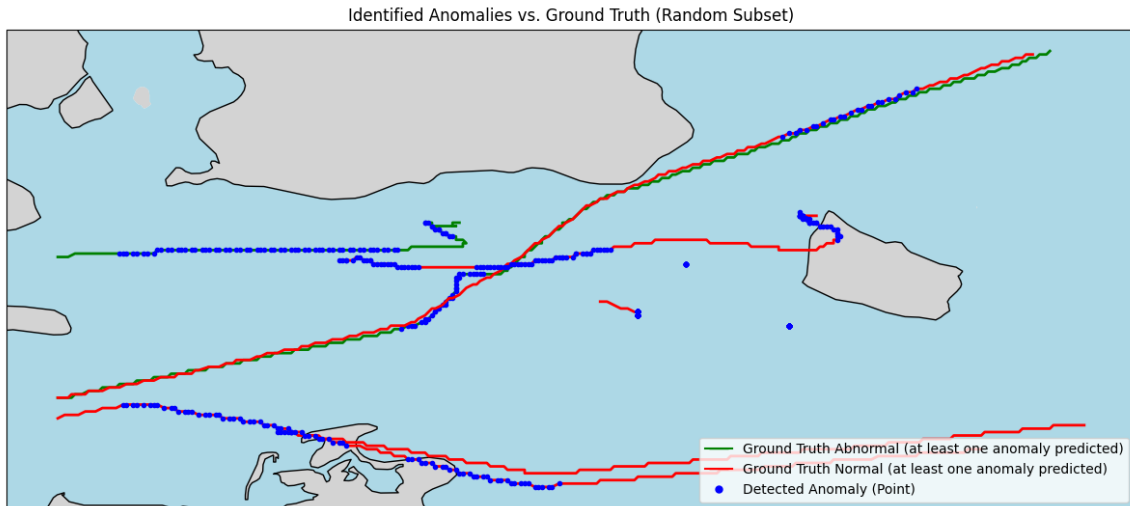 Identified Anomalies vs. Ground Truth (Random Subset)
Ground Truth Abnormal (at least one anomaly predicted)
Ground Truth Normal (at least one anomaly predicted)
Detected Anomaly (Point)